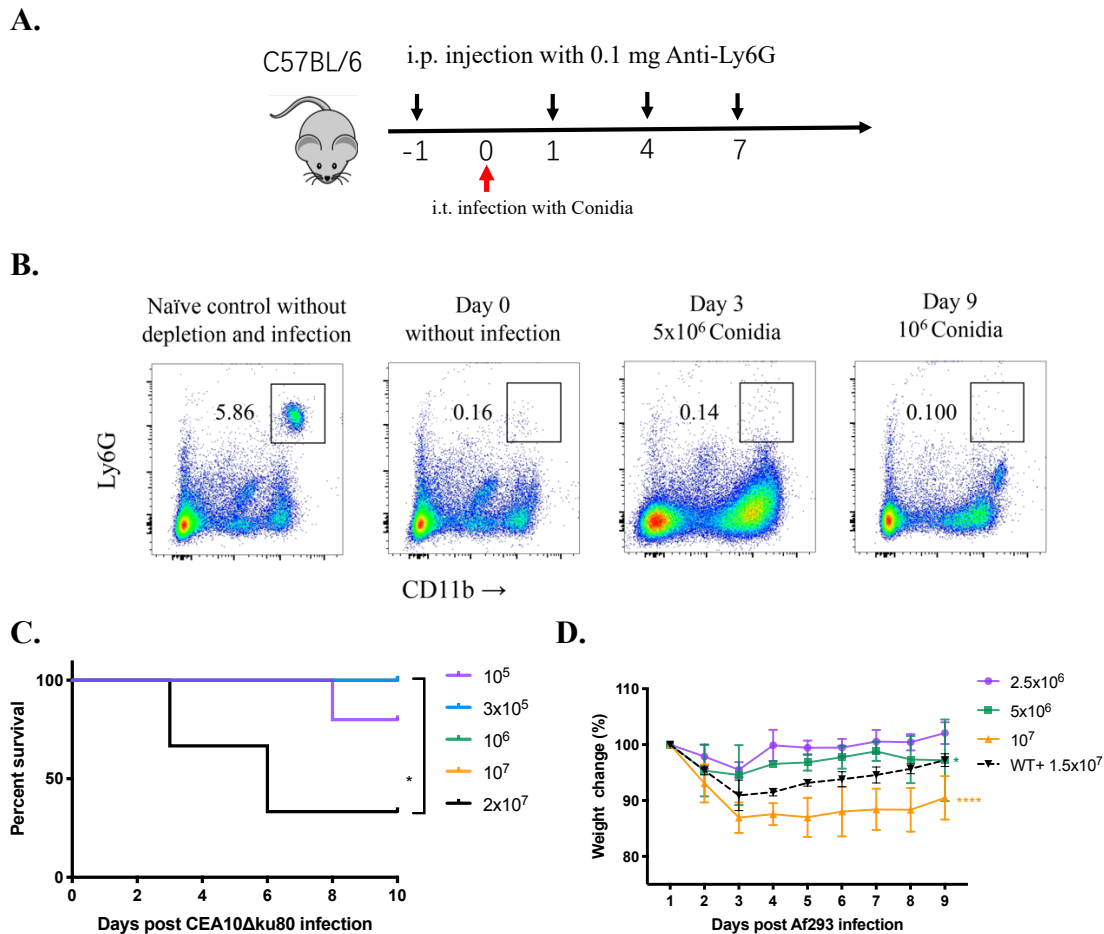 A.
C57BL/6
i.p. injection with 0.1 mg Anti-Ly6G
-1 0 1 4 7
i.t. infection with Conidia
B.
Naïve control without
depletion and infection
Day 0
without infection
Day 3
5x10⁶ Conidia
Day 9
10⁶ Conidia
5.86
0.16
0.14
0.100
Ly6G
CD11b →
C.
Percent survival
100
50
0
0 2 4 6 8 10
Days post CEA10Δku80 infection
10⁵
3x10⁵
10⁶
10⁷
2x10⁷
*
D.
Weight change (%)
110
100
90
80
1 2 3 4 5 6 7 8 9
Days post Af293 infection
2.5x10⁶
5x10⁶
10⁷
WT+ 1.5x10⁷
*
****